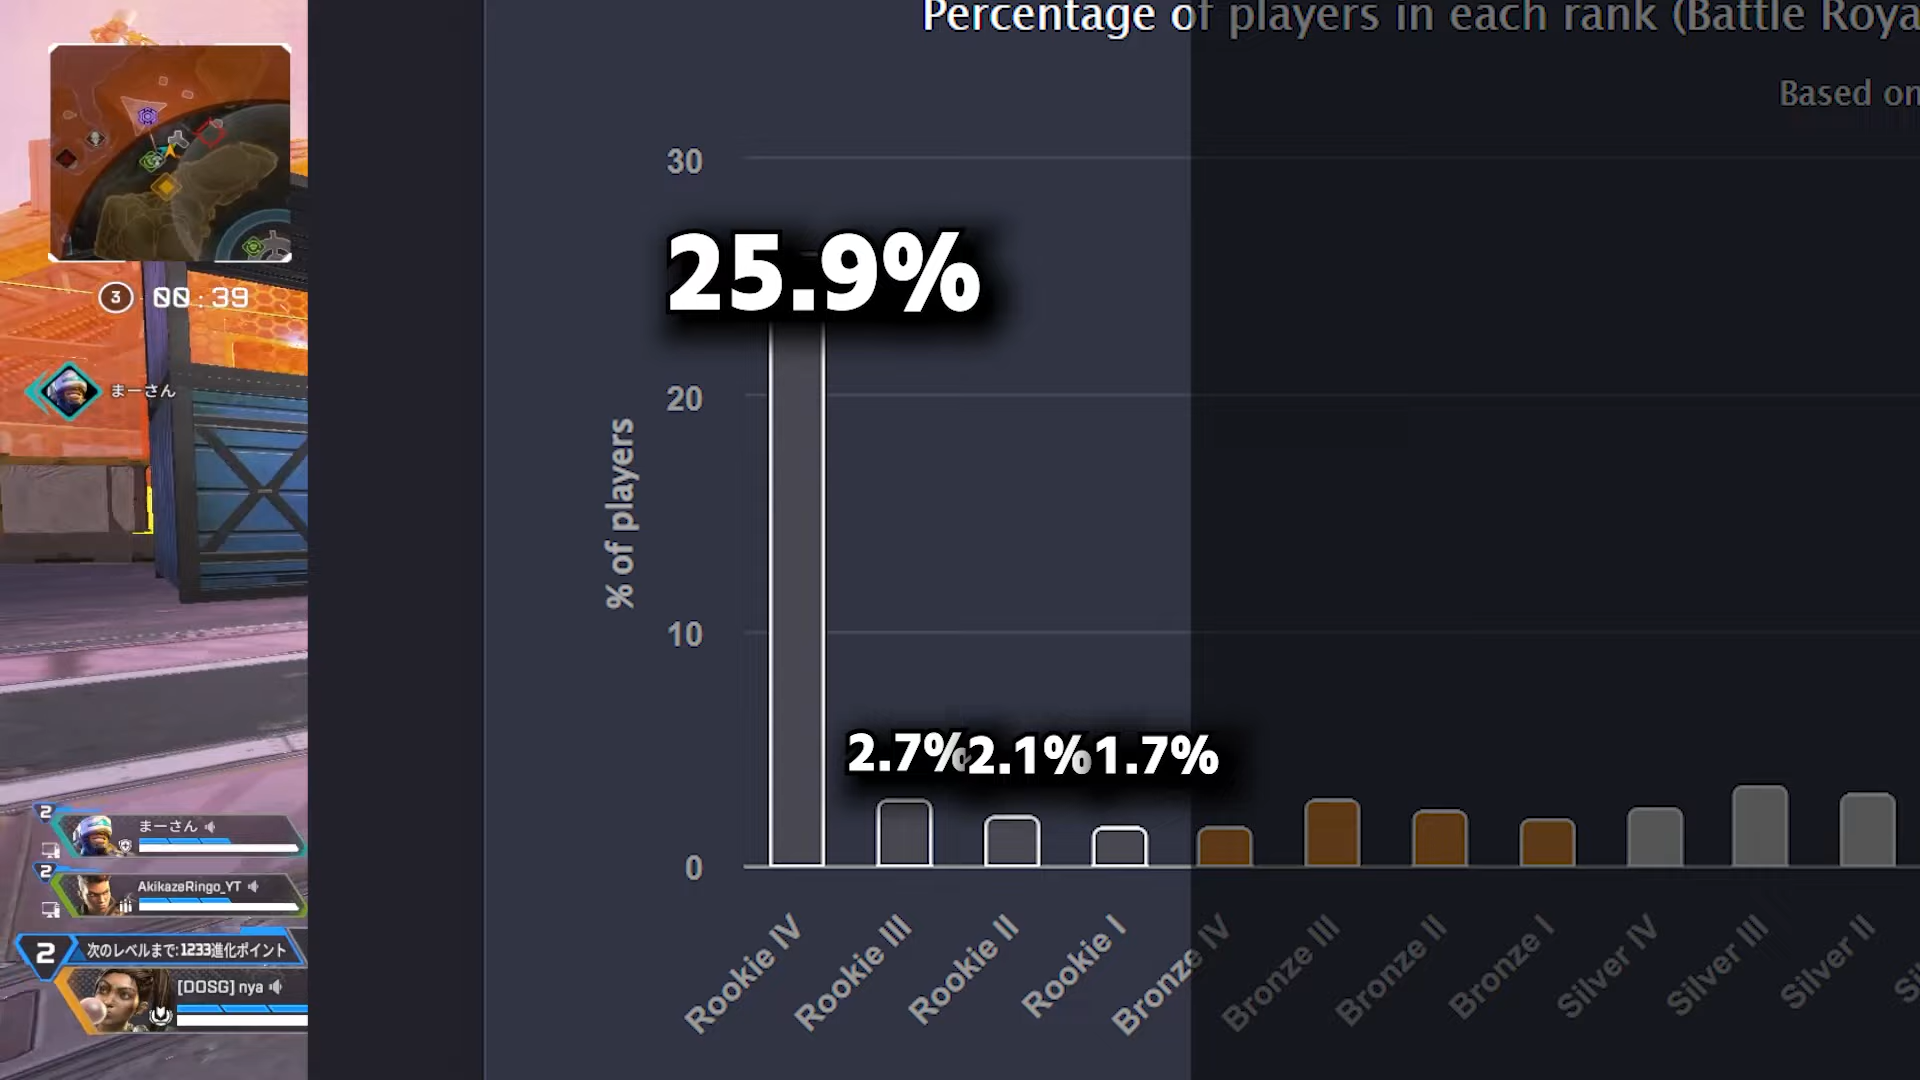 3 00:39
まーさん
2
まーさん
2
AkikazeRingo_YT
2 次のレベルまで:1233進化ポイント
[DOSG] nya
Percentage of players in each rank (Battle Roya
Based on
30
25.9%
20
% of players
10
2.7% 2.1% 1.7%
0
Rookie IV
Rookie III
Rookie II
Rookie I
Bronze IV
Bronze III
Bronze II
Bronze I
Silver IV
Silver III
Silver II